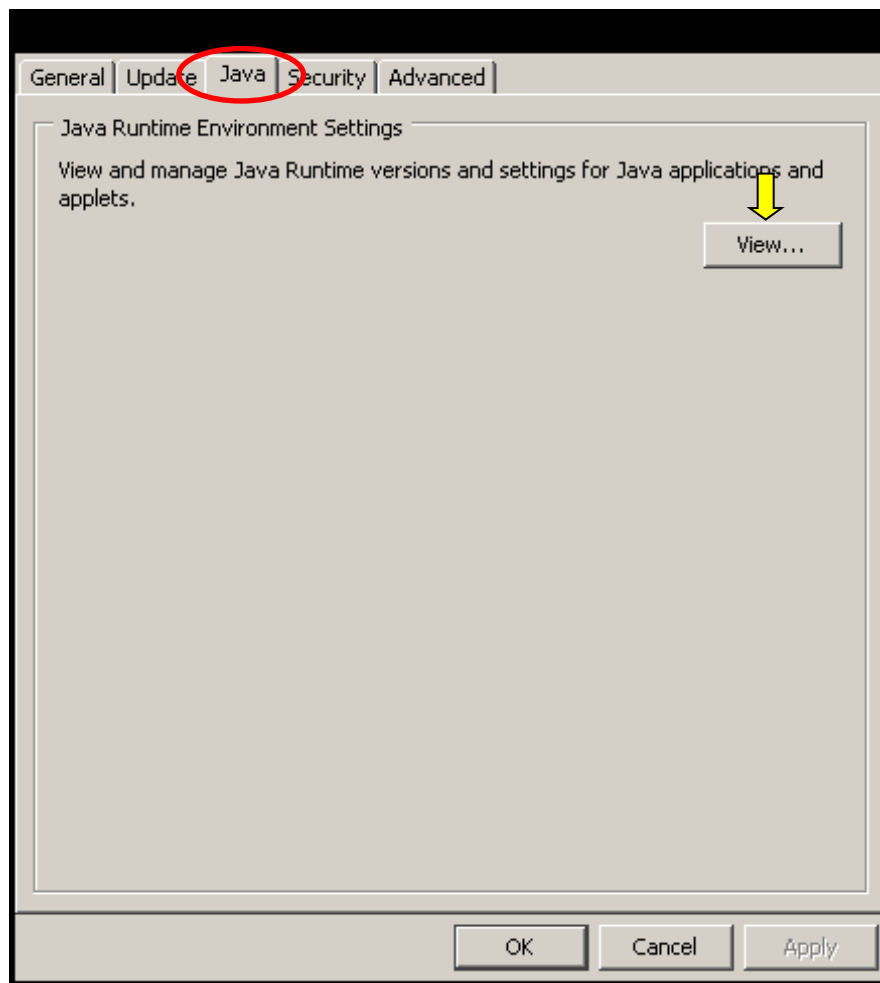 General Update Java Security Advanced
Java Runtime Environment Settings
View and manage Java Runtime versions and settings for Java applications and
applets.
View...
OK Cancel Apply